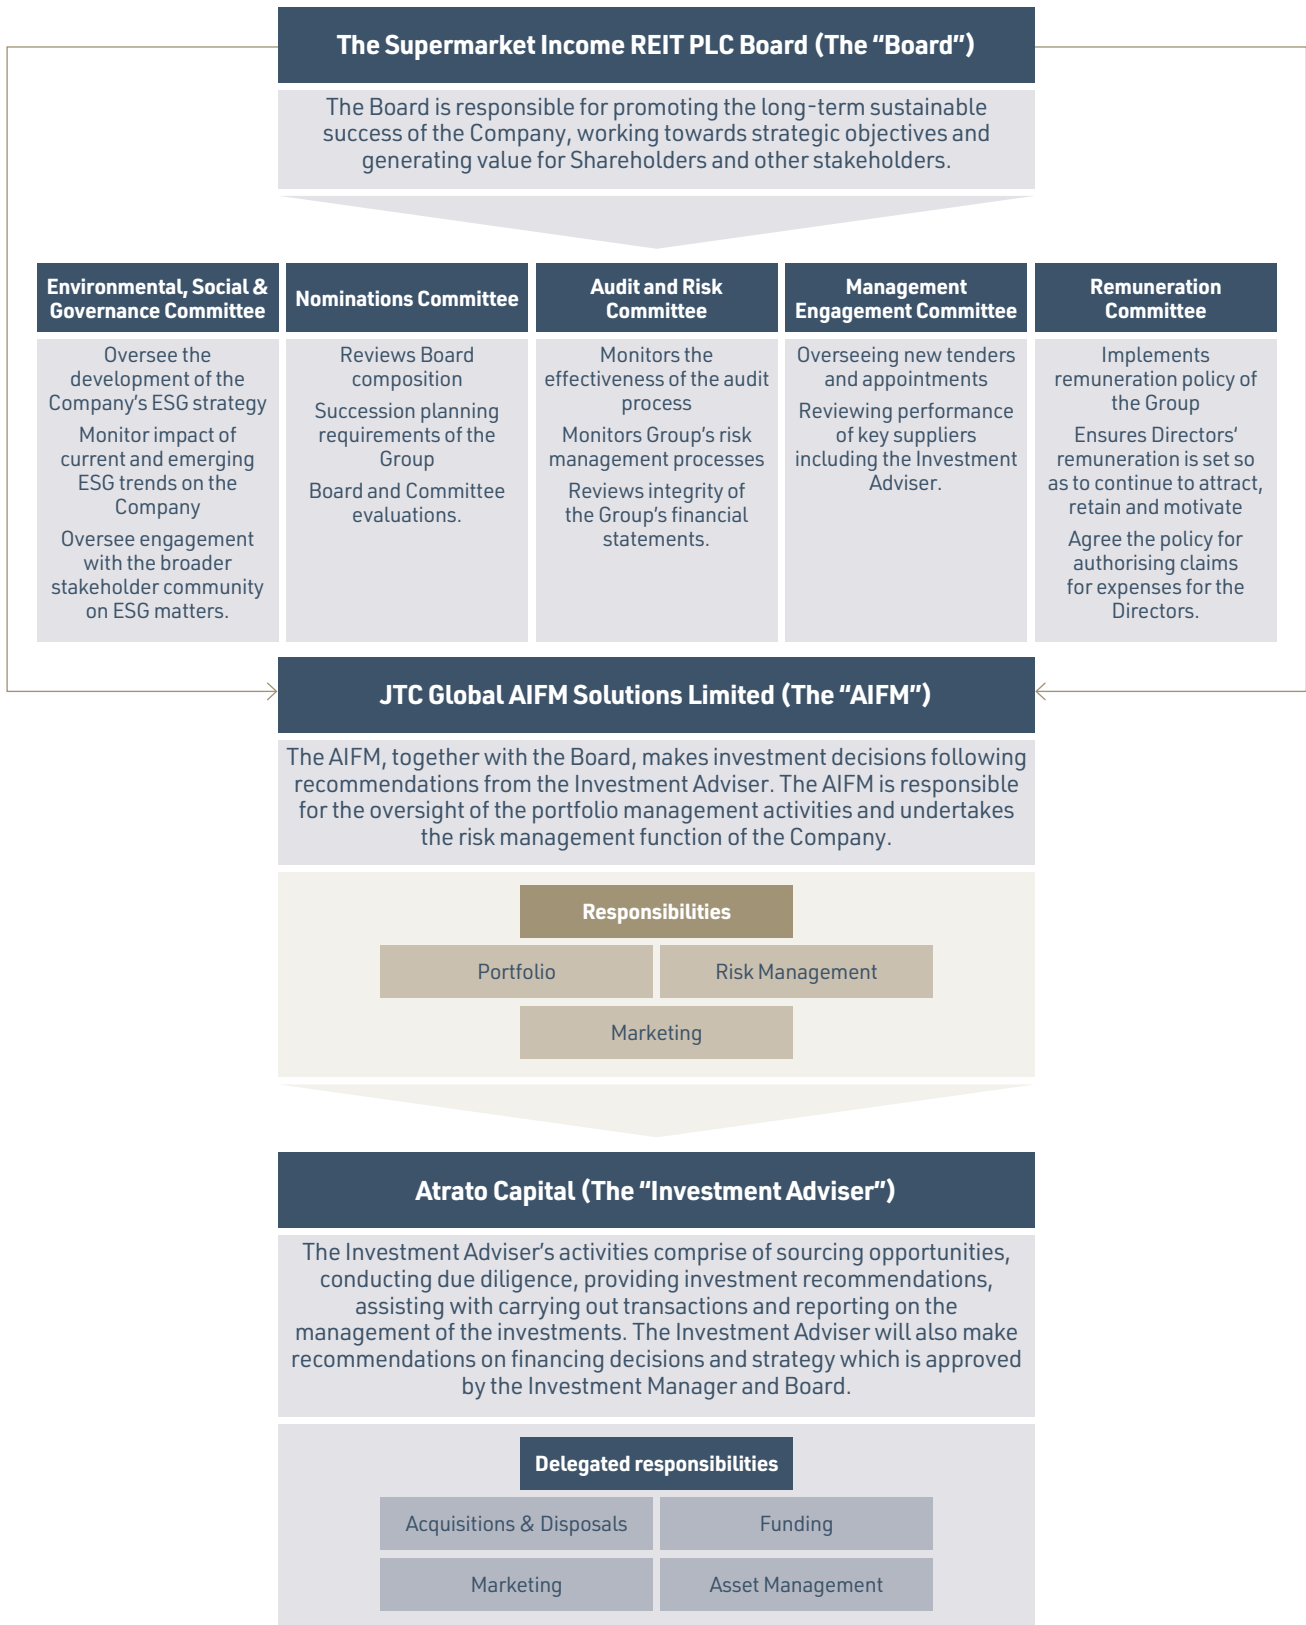 The Supermarket Income REIT PLC Board (The “Board”)
The Board is responsible for promoting the long-term sustainable
success of the Company, working towards strategic objectives and
generating value for Shareholders and other stakeholders.
Environmental, Social &
Governance Committee
Oversee the
development of the
Company’s ESG strategy
Monitor impact of
current and emerging
ESG trends on the
Company
Oversee engagement
with the broader
stakeholder community
on ESG matters.
Nominations Committee
Reviews Board
composition
Succession planning
requirements of the
Group
Board and Committee
evaluations.
Audit and Risk
Committee
Monitors the
effectiveness of the audit
process
Monitors Group’s risk
management processes
Reviews integrity of
the Group’s financial
statements.
Management
Engagement Committee
Overseeing new tenders
and appointments
Reviewing performance
of key suppliers
including the Investment
Adviser.
Remuneration
Committee
Implements
remuneration policy of
the Group
Ensures Directors‘
remuneration is set so
as to continue to attract,
retain and motivate
Agree the policy for
authorising claims
for expenses for the
Directors.
JTC Global AIFM Solutions Limited (The “AIFM”)
The AIFM, together with the Board, makes investment decisions following
recommendations from the Investment Adviser. The AIFM is responsible
for the oversight of the portfolio management activities and undertakes
the risk management function of the Company.
Responsibilities
Portfolio
Risk Management
Marketing
Atrato Capital (The “Investment Adviser”)
The Investment Adviser’s activities comprise of sourcing opportunities,
conducting due diligence, providing investment recommendations,
assisting with carrying out transactions and reporting on the
management of the investments. The Investment Adviser will also make
recommendations on financing decisions and strategy which is approved
by the Investment Manager and Board.
Delegated responsibilities
Acquisitions & Disposals
Funding
Marketing
Asset Management